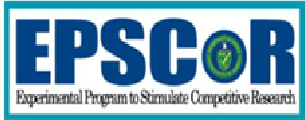 EPSCoR
Experimental Program to Stimulate Competitive Research